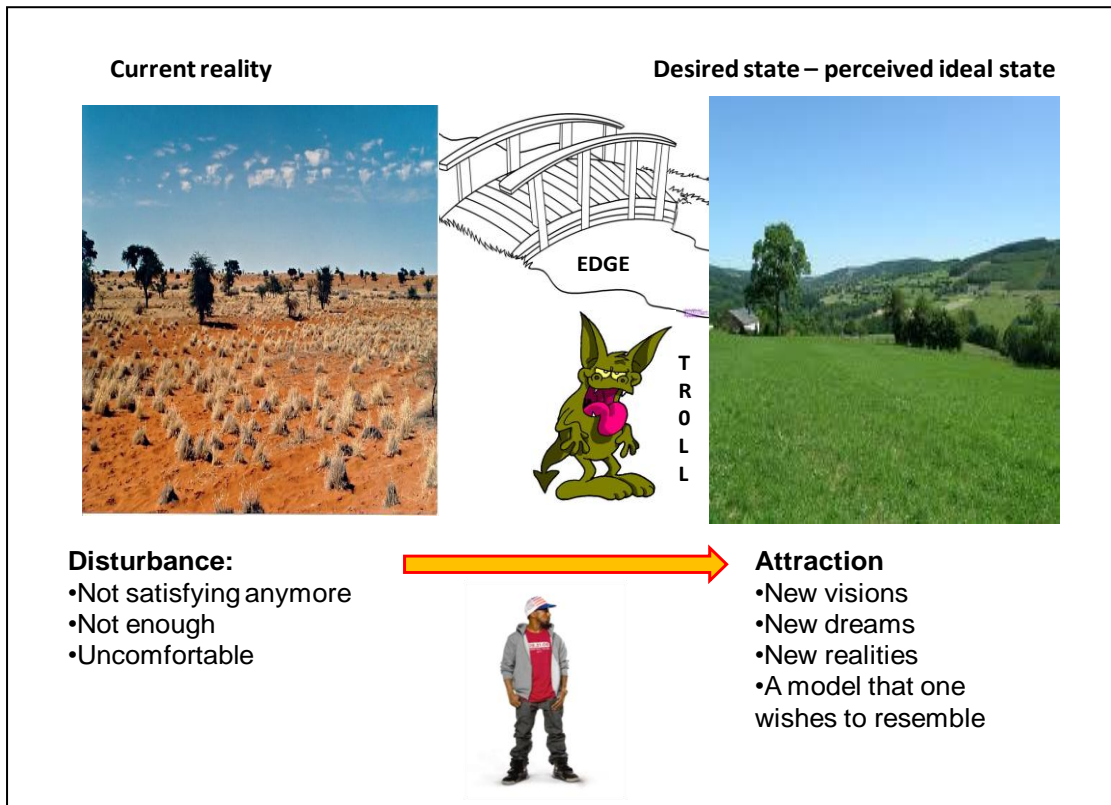 Current reality
Desired state – perceived ideal state
EDGE
T
R
O
L
L
Disturbance:
•Not satisfying anymore
•Not enough
•Uncomfortable
Attraction
•New visions
•New dreams
•New realities
•A model that one
wishes to resemble